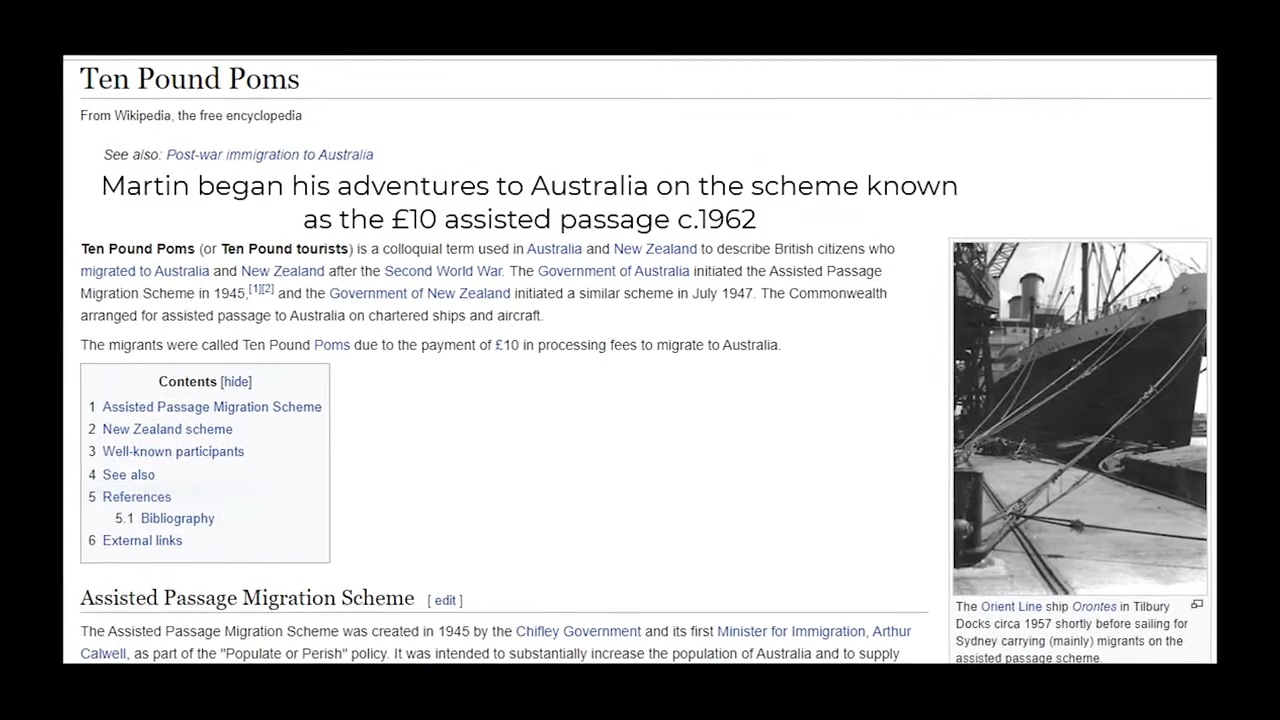 Ten Pound Poms
From Wikipedia, the free encyclopedia
See also: Post-war immigration to Australia
Martin began his adventures to Australia on the scheme known
as the £10 assisted passage c.1962
Ten Pound Poms (or Ten Pound tourists) is a colloquial term used in Australia and New Zealand to describe British citizens who
migrated to Australia and New Zealand after the Second World War. The Government of Australia initiated the Assisted Passage
Migration Scheme in 1945,[1][2] and the Government of New Zealand initiated a similar scheme in July 1947. The Commonwealth
arranged for assisted passage to Australia on chartered ships and aircraft.
The migrants were called Ten Pound Poms due to the payment of £10 in processing fees to migrate to Australia.
Contents [hide]
1 Assisted Passage Migration Scheme
2 New Zealand scheme
3 Well-known participants
4 See also
5 References
5.1 Bibliography
6 External links
Assisted Passage Migration Scheme [ edit ]
The Assisted Passage Migration Scheme was created in 1945 by the Chifley Government and its first Minister for Immigration, Arthur
Calwell, as part of the "Populate or Perish" policy. It was intended to substantially increase the population of Australia and to supply
The Orient Line ship Orontes in Tilbury
Docks circa 1957 shortly before sailing for
Sydney carrying (mainly) migrants on the
assisted passage scheme.